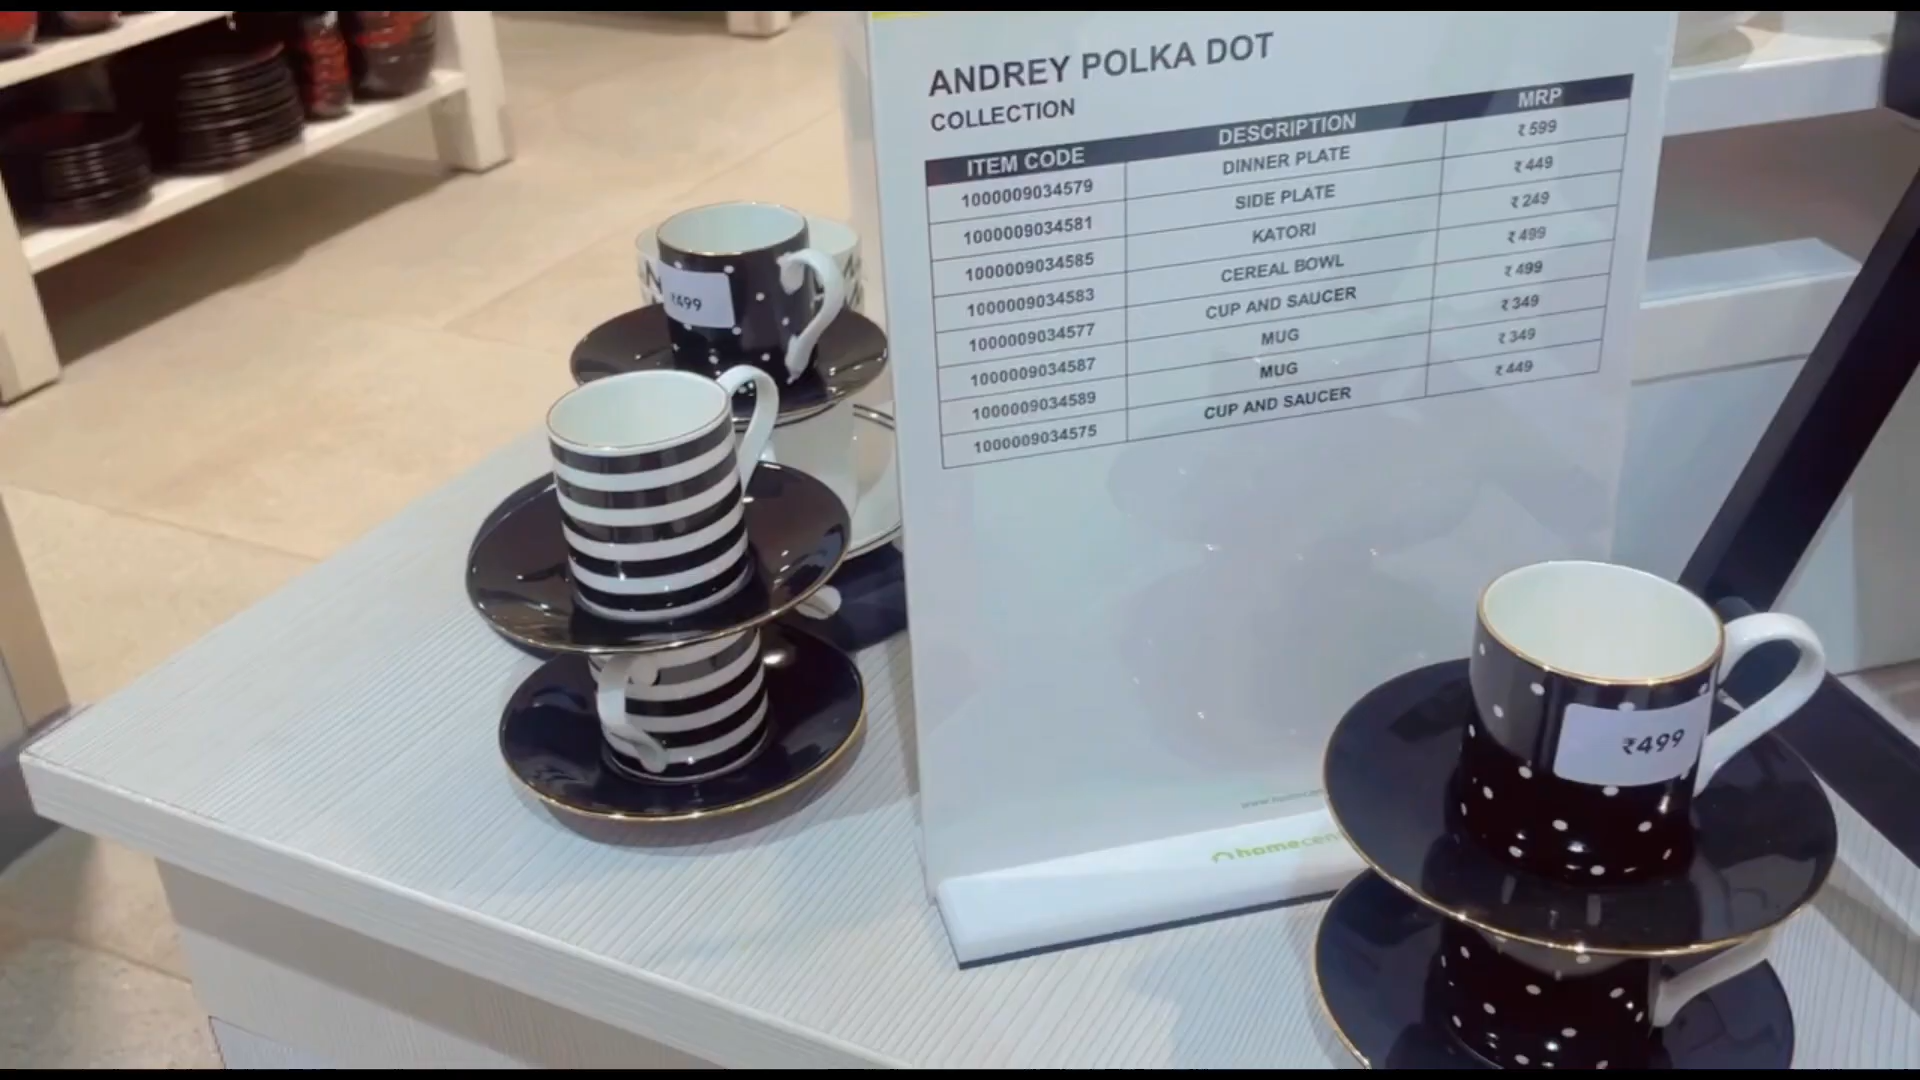 ANDREY POLKA DOT
COLLECTION
ITEM CODE DESCRIPTION MRP
1000009034579 DINNER PLATE ₹ 599
1000009034581 SIDE PLATE ₹ 449
1000009034585 KATORI ₹ 249
1000009034583 CEREAL BOWL ₹ 499
1000009034577 CUP AND SAUCER ₹ 499
1000009034587 MUG ₹ 349
1000009034589 MUG ₹ 349
1000009034575 CUP AND SAUCER ₹ 449
₹499
₹499